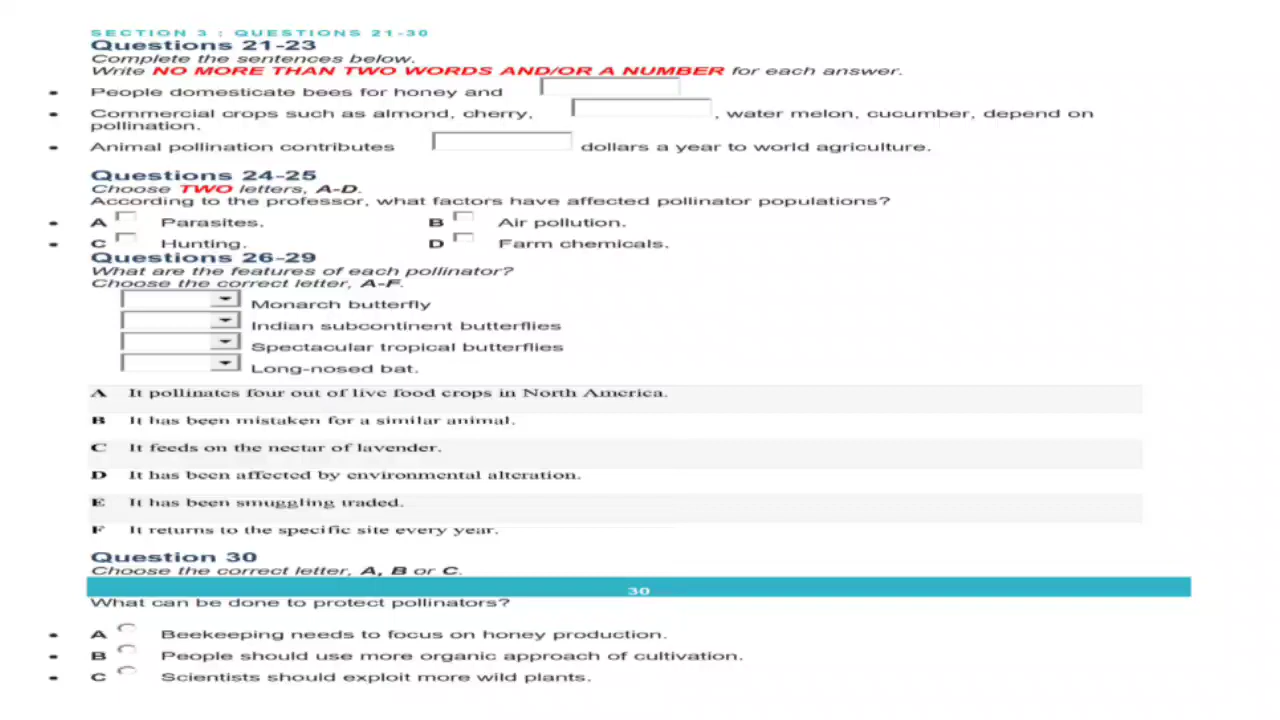 SECTION 3 : QUESTIONS 21-30
Questions 21-23
Complete the sentences below.
Write NO MORE THAN TWO WORDS AND/OR A NUMBER for each answer.
• People domesticate bees for honey and
• Commercial crops such as almond, cherry, , water melon, cucumber, depend on
pollination.
• Animal pollination contributes dollars a year to world agriculture.
Questions 24-25
Choose TWO letters, A-D.
According to the professor, what factors have affected pollinator populations?
• A Parasites. B Air pollution.
• C Hunting. D Farm chemicals.
Questions 26-29
What are the features of each pollinator?
Choose the correct letter, A-F.
Monarch butterfly
Indian subcontinent butterflies
Spectacular tropical butterflies
Long-nosed bat.
A It pollinates four out of live food crops in North America.
B It has been mistaken for a similar animal.
C It feeds on the nectar of lavender.
D It has been affected by environmental alteration.
E It has been smuggling traded.
F It returns to the specific site every year.
Question 30
Choose the correct letter, A, B or C.
30
What can be done to protect pollinators?
• A Beekeeping needs to focus on honey production.
• B People should use more organic approach of cultivation.
• C Scientists should exploit more wild plants.